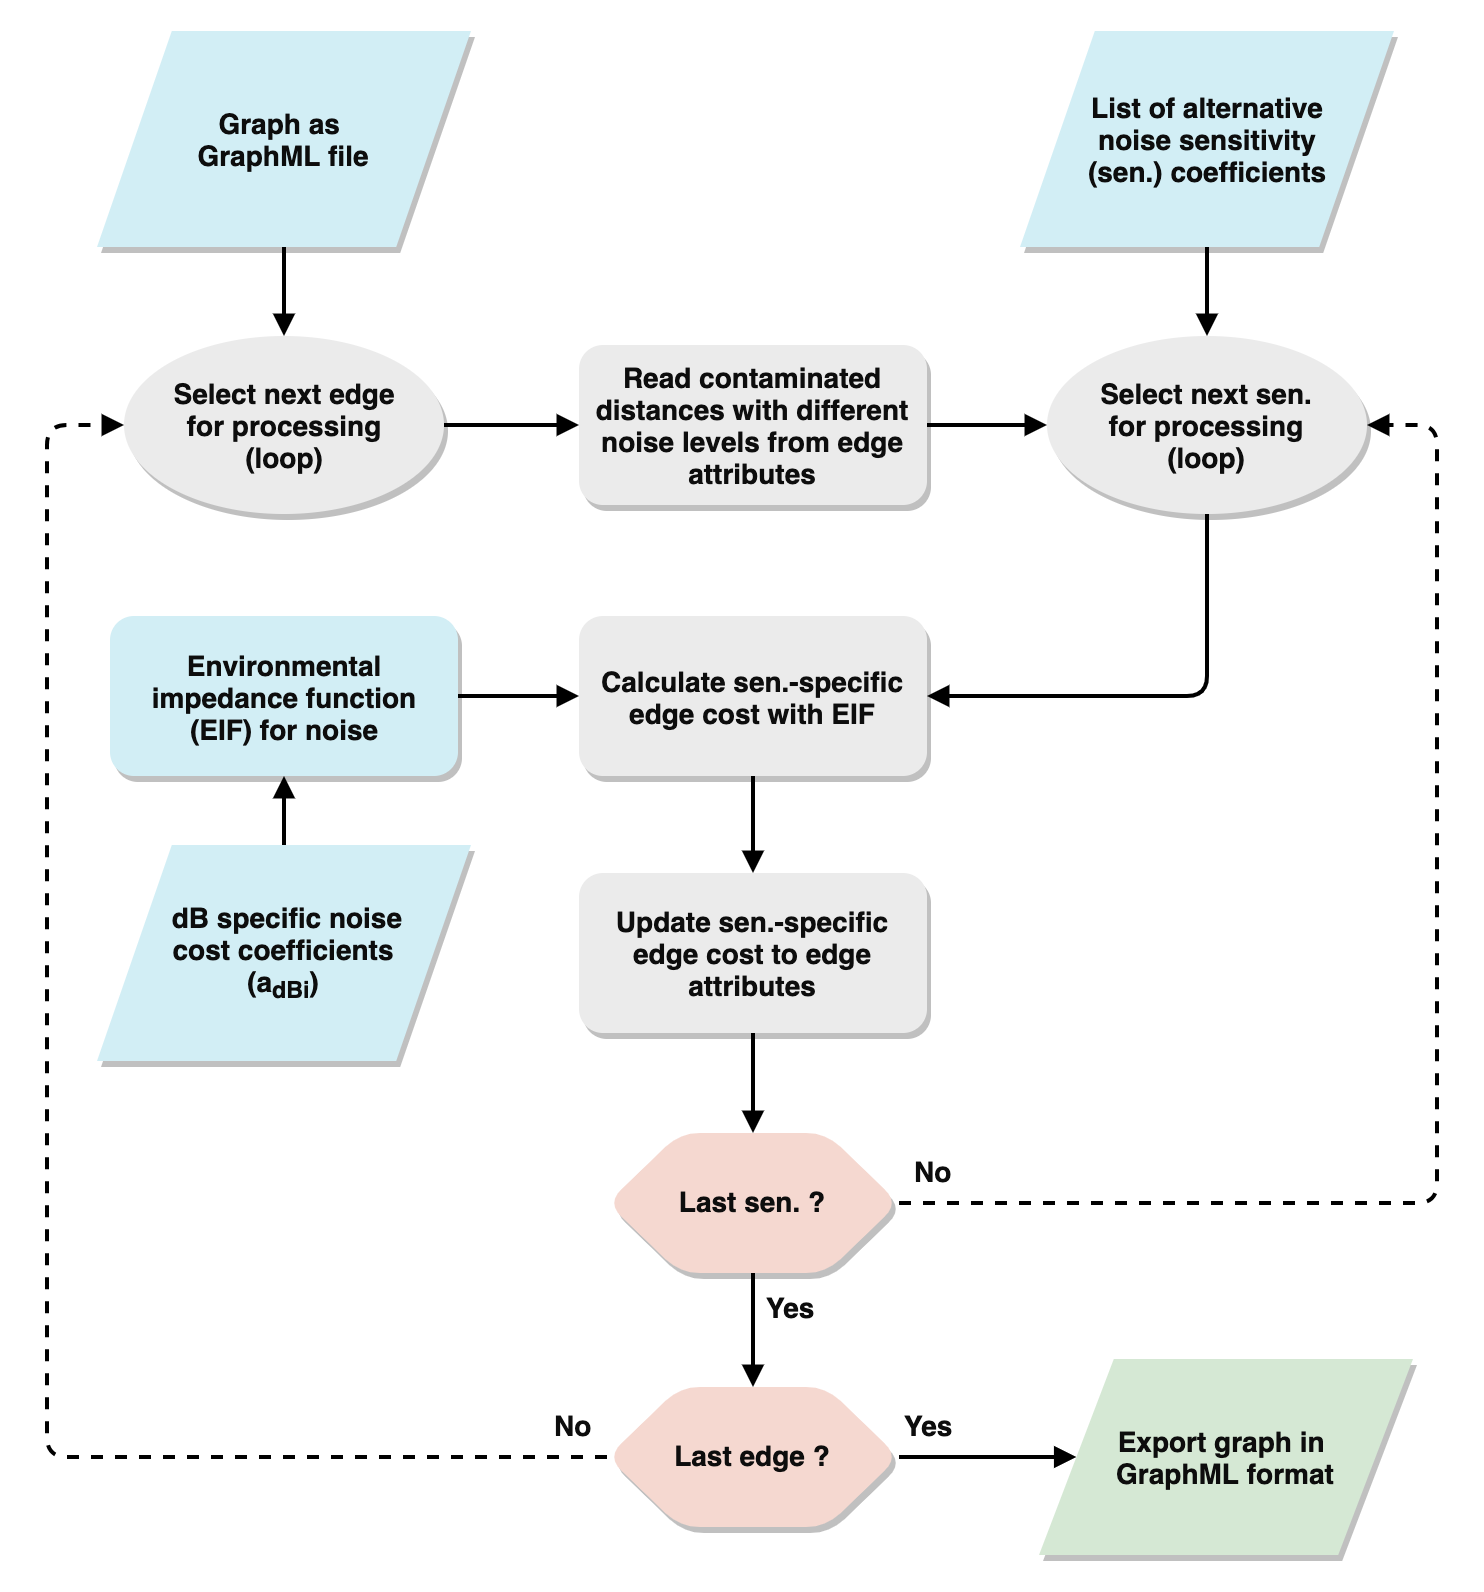 Graph as
GraphML file
List of alternative
noise sensitivity
(sen.) coefficients
Select next edge
for processing
(loop)
Read contaminated
distances with different
noise levels from edge
attributes
Select next sen.
for processing
(loop)
Environmental
impedance function
(EIF) for noise
Calculate sen.-specific
edge cost with EIF
dB specific noise
cost coefficients
(adBi)
Update sen.-specific
edge cost to edge
attributes
Last sen. ?
No
Yes
Last edge ?
No
Yes
Export graph in
GraphML format